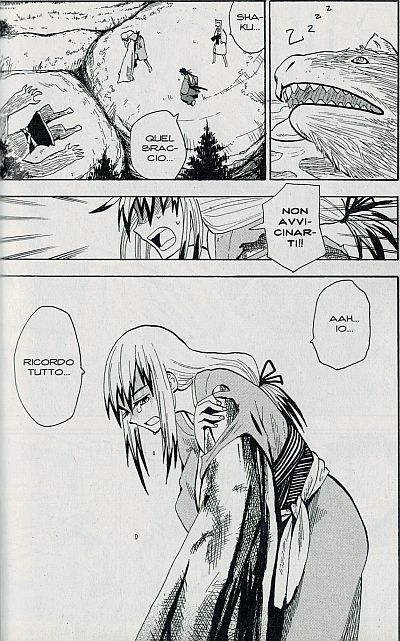 Z Z Z Z
SHA-
KU...
QUEL
BRAC-
CIO...
NON
AVVI-
CINAR-
TI!!
AAH...
IO...
RICORDO
TUTTO...